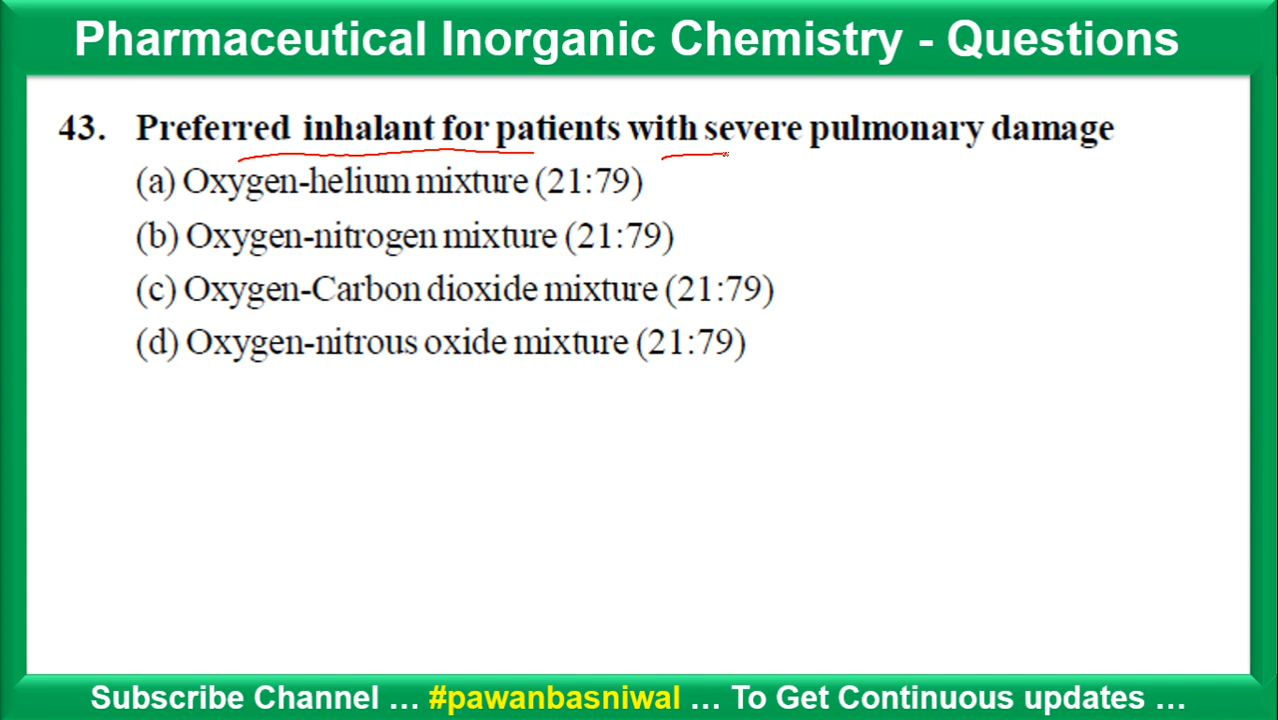 Pharmaceutical Inorganic Chemistry - Questions
43. Preferred inhalant for patients with severe pulmonary damage
(a) Oxygen-helium mixture (21:79)
(b) Oxygen-nitrogen mixture (21:79)
(c) Oxygen-Carbon dioxide mixture (21:79)
(d) Oxygen-nitrous oxide mixture (21:79)
Subscribe Channel ... #pawanbasniwal ... To Get Continuous updates ...